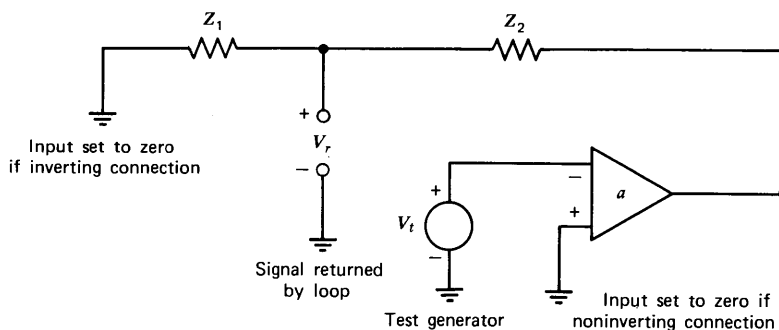 Z1
Z2
Input set to zero
if inverting connection
+
Vr
−
Signal returned
by loop
+
Vt
−
Test generator
−
+
a
Input set to zero if
noninverting connection